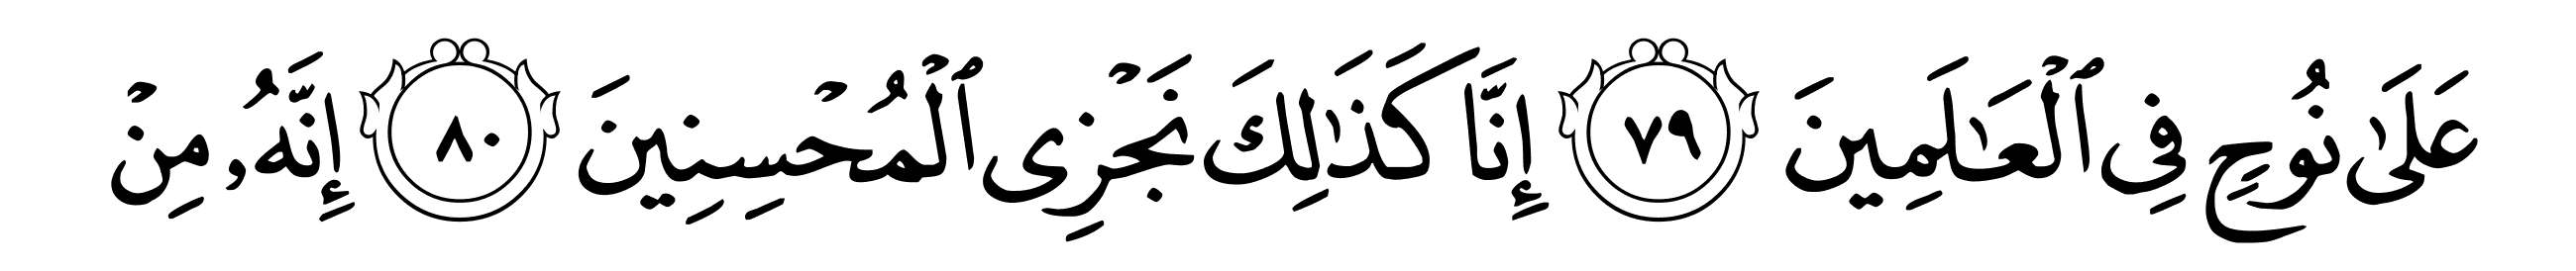 عَلَىٰ نُوحٍ فِي ٱلْعَـٰلَمِينَ ٧٩ إِنَّا كَذَٰلِكَ نَجْزِى ٱلْمُحْسِنِينَ ٨٠ إِنَّهُۥ مِنْ